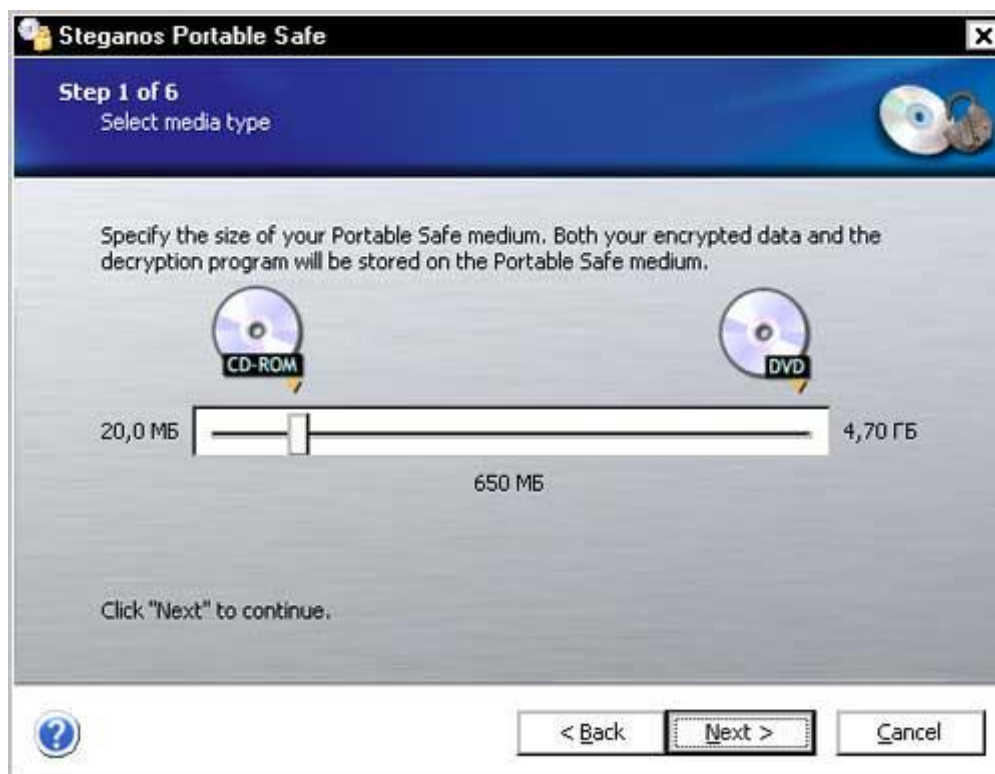 Steganos Portable Safe
Step 1 of 6
Select media type
Specify the size of your Portable Safe medium. Both your encrypted data and the
decryption program will be stored on the Portable Safe medium.
CD-ROM
DVD
20,0 МБ
4,70 ГБ
650 МБ
Click "Next" to continue.
< Back
Next >
Cancel